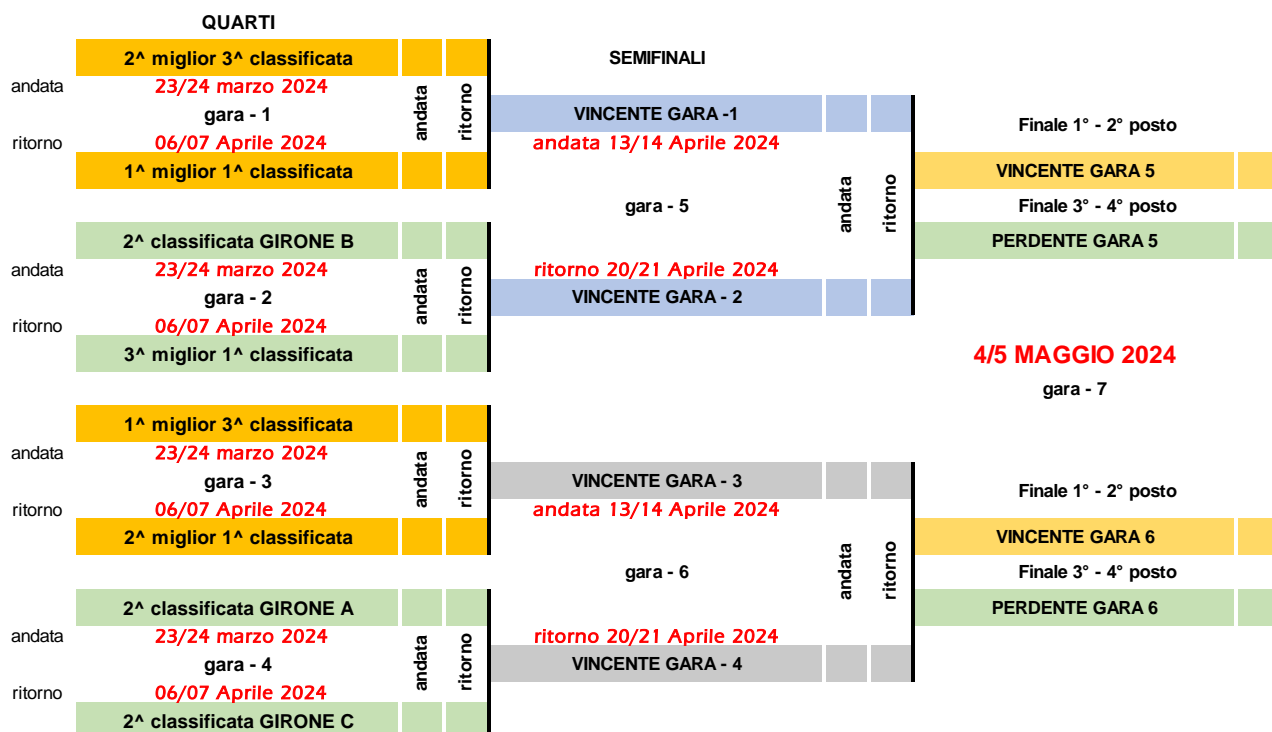 QUARTI
2^ miglior 3^ classificata
SEMIFINALI
andata
23/24 marzo 2024
gara - 1
andata
ritorno
VINCENTE GARA -1
Finale 1° - 2° posto
ritorno
06/07 Aprile 2024
andata 13/14 Aprile 2024
1^ miglior 1^ classificata
VINCENTE GARA 5
gara - 5
andata
ritorno
Finale 3° - 4° posto
2^ classificata GIRONE B
PERDENTE GARA 5
andata
23/24 marzo 2024
ritorno 20/21 Aprile 2024
gara - 2
andata
ritorno
VINCENTE GARA - 2
ritorno
06/07 Aprile 2024
3^ miglior 1^ classificata
4/5 MAGGIO 2024
gara - 7
1^ miglior 3^ classificata
andata
23/24 marzo 2024
gara - 3
andata
ritorno
VINCENTE GARA - 3
Finale 1° - 2° posto
ritorno
06/07 Aprile 2024
andata 13/14 Aprile 2024
2^ miglior 1^ classificata
VINCENTE GARA 6
gara - 6
andata
ritorno
Finale 3° - 4° posto
2^ classificata GIRONE A
PERDENTE GARA 6
andata
23/24 marzo 2024
ritorno 20/21 Aprile 2024
gara - 4
andata
ritorno
VINCENTE GARA - 4
ritorno
06/07 Aprile 2024
2^ classificata GIRONE C